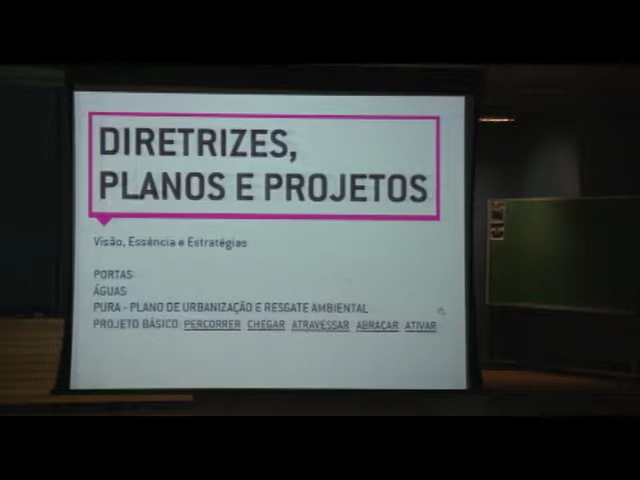 DIRETRIZES,
PLANOS E PROJETOS
Visão, Essência e Estratégias
PORTAS
ÁGUAS
PURA - PLANO DE URBANIZAÇÃO E RESGATE AMBIENTAL
PROJETO BÁSICO: PERCORRER CHEGAR ATRAVESSAR ABRAÇAR ATIVAR